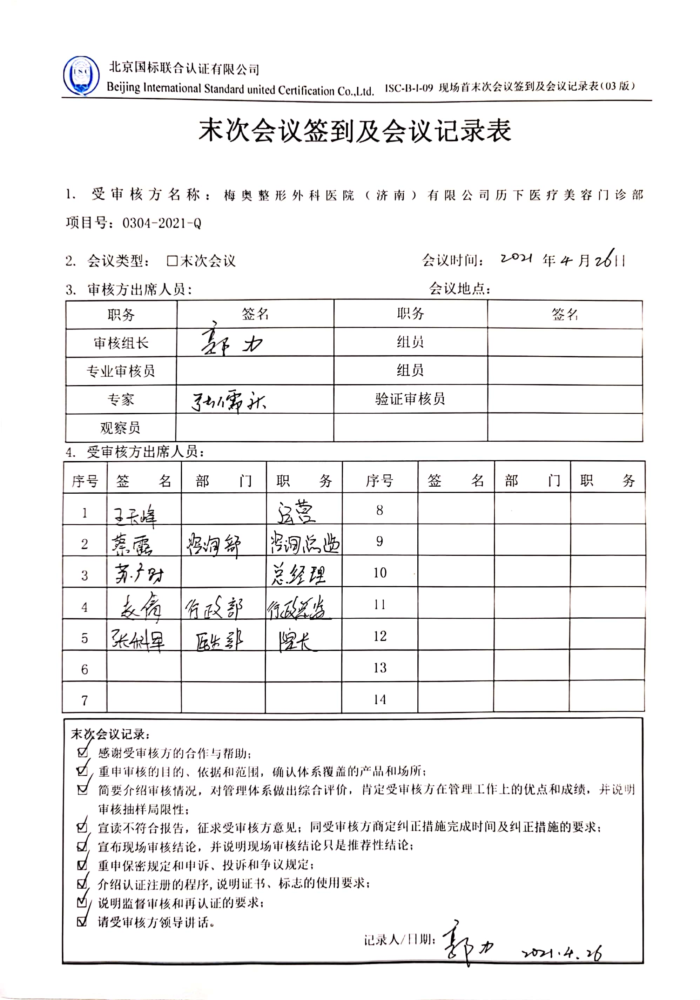 ISC
北京国标联合认证有限公司
Beijing International Standard united Certification Co.,Ltd. ISC-B-I-09 现场首末次会议签到及会议记录表(03版)
末次会议签到及会议记录表
1. 受审核方名称：梅奥整形外科医院（济南）有限公司历下医疗美容门诊部
项目号：0304-2021-Q
2. 会议类型： □末次会议 会议时间： 2021 年 4 月 26日
3. 审核方出席人员： 会议地点：
职务 签名 职务 签名
审核组长 郭力 组员
专业审核员 组员
专家 张儒 验证审核员
观察员
4. 受审核方出席人员：
序号 签 名 部 门 职 务 序号 签 名 部 门 职 务
1 王天峰 运营 8
2 蔡露 咨询部 咨询总监 9
3 苏广 总经理 10
4 赵倩 行政部 行政总监 11
5 张科军 医生部 院长 12
6 13
7 14
末次会议记录：
☑ 感谢受审核方的合作与帮助；
☑ 重申审核的目的、依据和范围，确认体系覆盖的产品和场所；
☑ 简要介绍审核情况，对管理体系做出综合评价，肯定受审核方在管理工作上的优点和成绩，并说明
审核抽样局限性；
☑ 宣读不符合报告，征求受审核方意见；同受审核方商定纠正措施完成时间及纠正措施的要求；
☑ 宣布现场审核结论，并说明现场审核结论只是推荐性结论；
☑ 重申保密规定和申诉、投诉和争议规定；
☑ 介绍认证注册的程序,说明证书、标志的使用要求；
☑ 说明监督审核和再认证的要求；
☑ 请受审核方领导讲话。
记录人/日期：郭力 2021.4.26